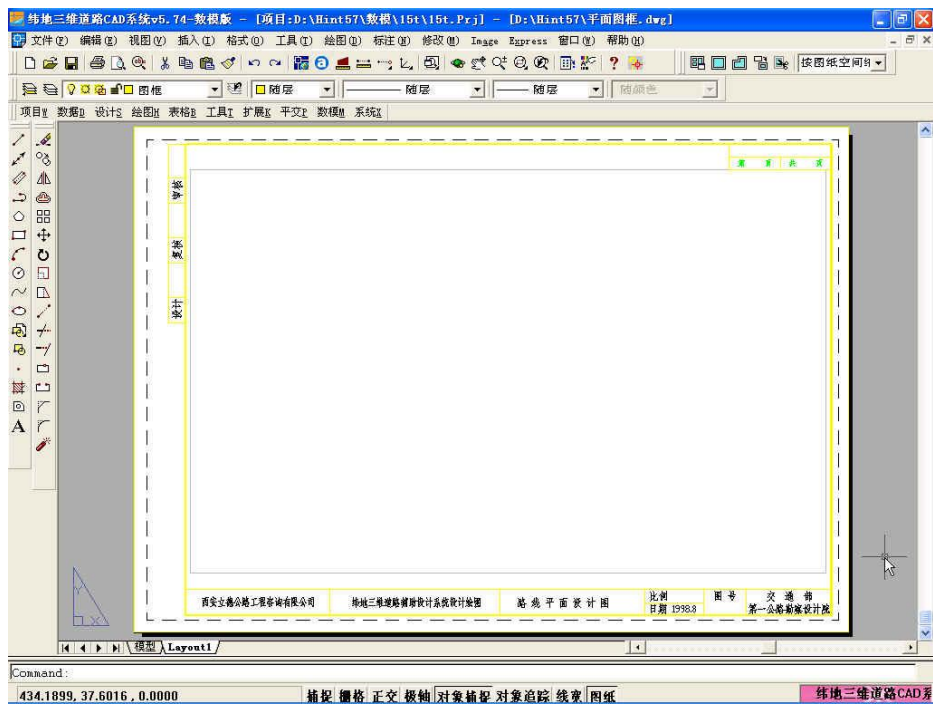 纬地三维道路CAD系统v5.74-数模版 - [项目:D:\Hint57\数模\15t\15t.Prj] - [D:\Hint57\平面图框.dwg]
文件(F) 编辑(E) 视图(V) 插入(I) 格式(O) 工具(T) 绘图(D) 标注(N) 修改(M) Image Express 窗口(W) 帮助(H)
按图纸空间
图框 随层 随层 随层 随颜色
项目 数据 设计S 绘图 表格 工具I 扩展 平交 数模M 系统
第 页 共 页
审核
复核
设计
西安立德公路工程咨询有限公司 纬地三维道路辅助设计系统设计绘图 路线平面设计图 比例 图号 交通部
日期 1998.8 第一公路勘察设计院
模型 Layout1
Command:
434.1899, 37.6016 , 0.0000 捕捉 栅格 正交 极轴 对象捕捉 对象追踪 线宽 图纸 纬地三维道路CAD系